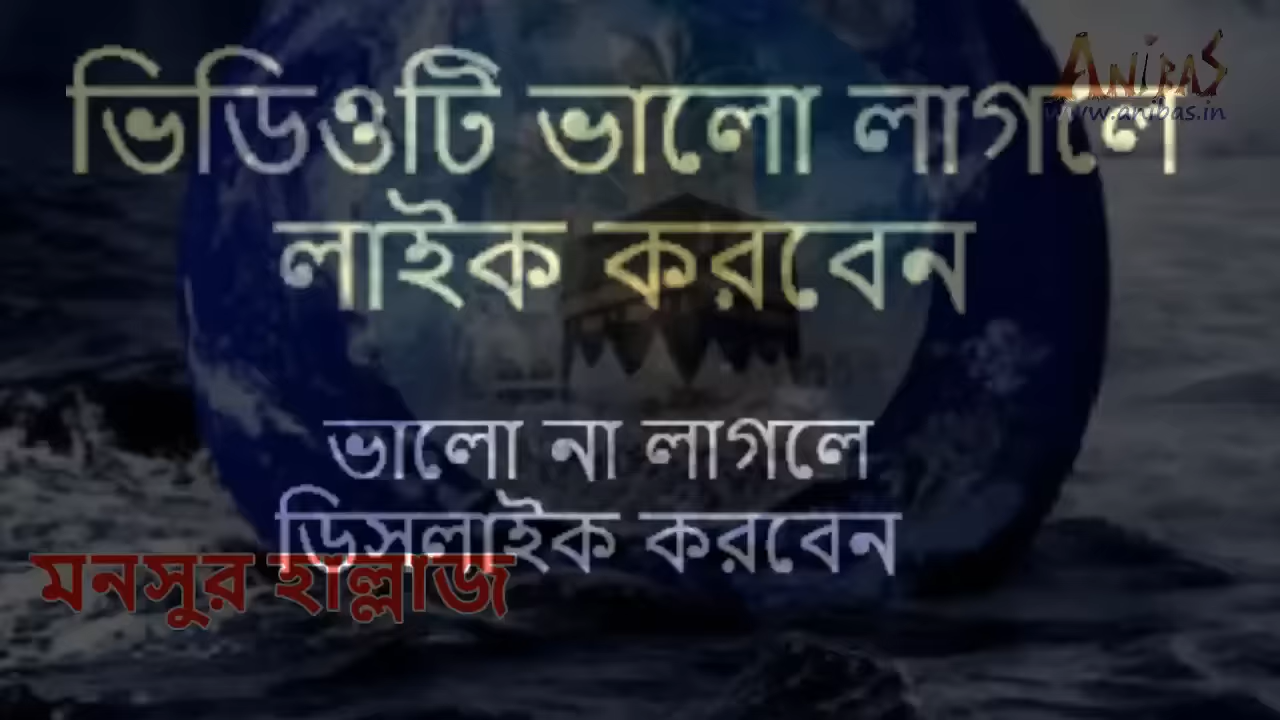 ANIBAS
www.anibas.in
ভিডিওটি ভালো লাগলে
লাইক করবেন
ভালো না লাগলে
ডিসলাইক করবেন
মনসুর হাল্লাজ